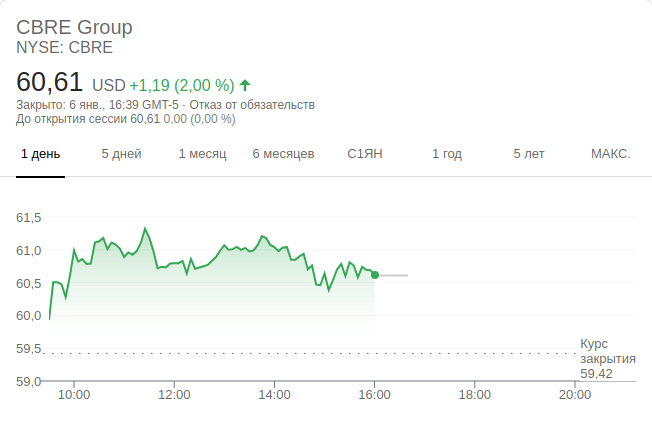 CBRE Group
NYSE: CBRE
60,61 USD +1,19 (2,00 %)
Закрыто: 6 янв., 16:39 GMT-5 · Отказ от обязательств
До открытия сессии 60,61 0,00 (0,00 %)
1 день 5 дней 1 месяц 6 месяцев С1ЯН 1 год 5 лет МАКС.
61,5
61,0
60,5
60,0
59,5
59,0
Курс
закрытия
59,42
10:00 12:00 14:00 16:00 18:00 20:00